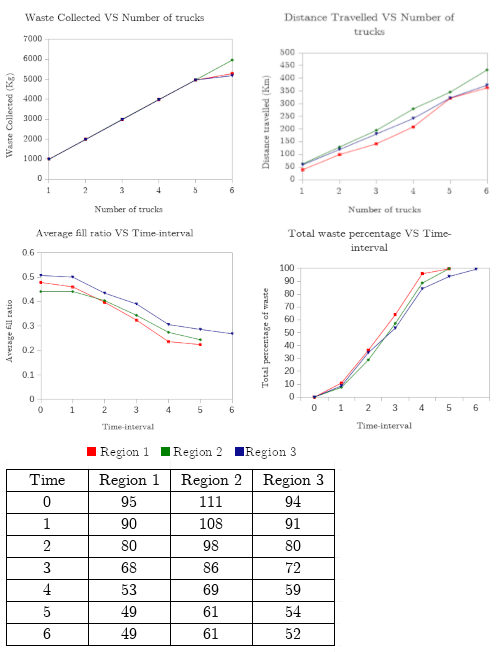 Waste Collected VS Number of trucks
7000
6000
5000
4000
3000
2000
1000
0
Waste Collected (Kg)
1 2 3 4 5 6
Number of trucks
Distance Travelled VS Number of
trucks
500
450
400
350
300
250
200
150
100
50
0
Distance travelled (Km)
1 2 3 4 5 6
Number of trucks
Average fill ratio VS Time-interval
0.6
0.5
0.4
0.3
0.2
0
Average fill ratio
0 1 2 3 4 5 6
Time-interval
Total waste percentage VS Time-
interval
100
90
80
70
60
50
40
30
20
10
0
Total percentage of waste
0 1 2 3 4 5 6
Time-interval
Region 1 Region 2 Region 3
Time Region 1 Region 2 Region 3
0 95 111 94
1 90 108 91
2 80 98 80
3 68 86 72
4 53 69 59
5 49 61 54
6 49 61 52